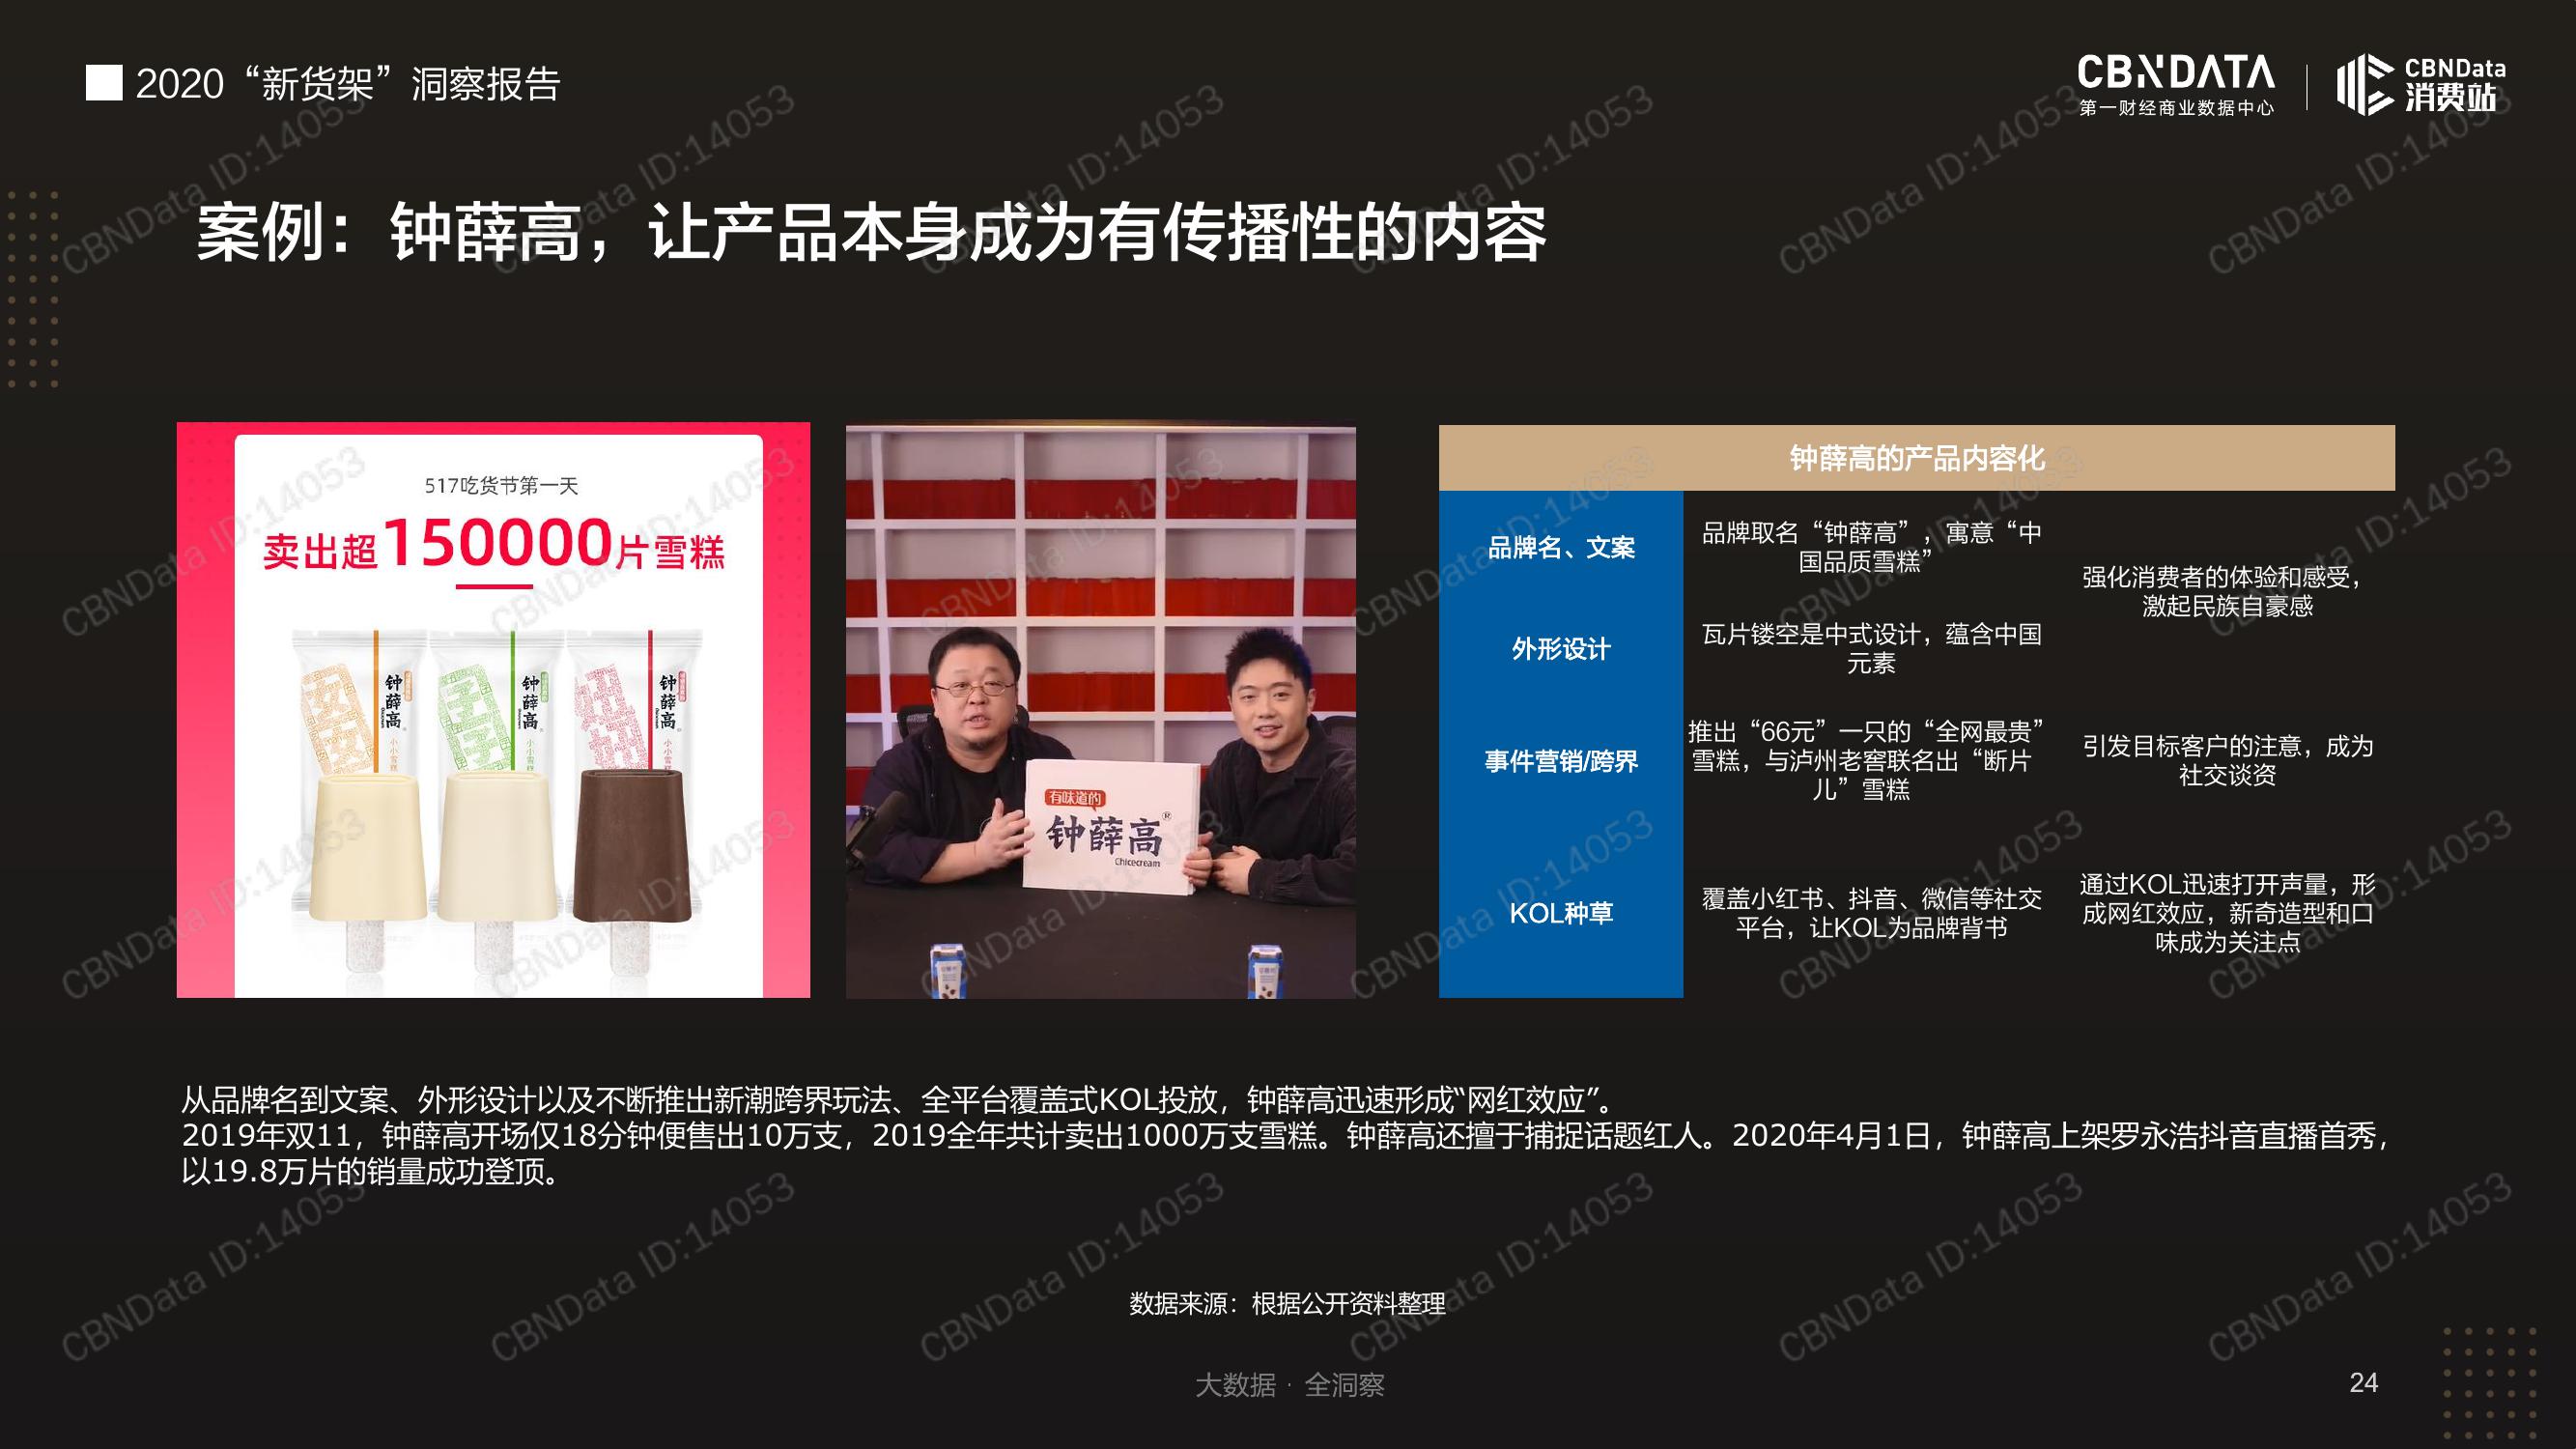 2020“新货架”洞察报告
CBNDATA
第一财经商业数据中心
CBNData
消费站
案例：钟薛高，让产品本身成为有传播性的内容
517吃货节第一天
卖出超150000片雪糕
钟薛高
钟薛高
钟薛高
有味道的
钟薛高®
Chicecream
钟薛高的产品内容化
品牌名、文案
品牌取名“钟薛高”，寓意“中
国品质雪糕”
强化消费者的体验和感受，
激起民族自豪感
外形设计
瓦片镂空是中式设计，蕴含中国
元素
事件营销/跨界
推出“66元”一只的“全网最贵”
雪糕，与泸州老窖联名出“断片
儿”雪糕
引发目标客户的注意，成为
社交谈资
KOL种草
覆盖小红书、抖音、微信等社交
平台，让KOL为品牌背书
通过KOL迅速打开声量，形
成网红效应，新奇造型和口
味成为关注点
从品牌名到文案、外形设计以及不断推出新潮跨界玩法、全平台覆盖式KOL投放，钟薛高迅速形成“网红效应”。
2019年双11，钟薛高开场仅18分钟便售出10万支，2019全年共计卖出1000万支雪糕。钟薛高还擅于捕捉话题红人。2020年4月1日，钟薛高上架罗永浩抖音直播首秀，
以19.8万片的销量成功登顶。
数据来源：根据公开资料整理
大数据 · 全洞察
24
CBNData ID:14053